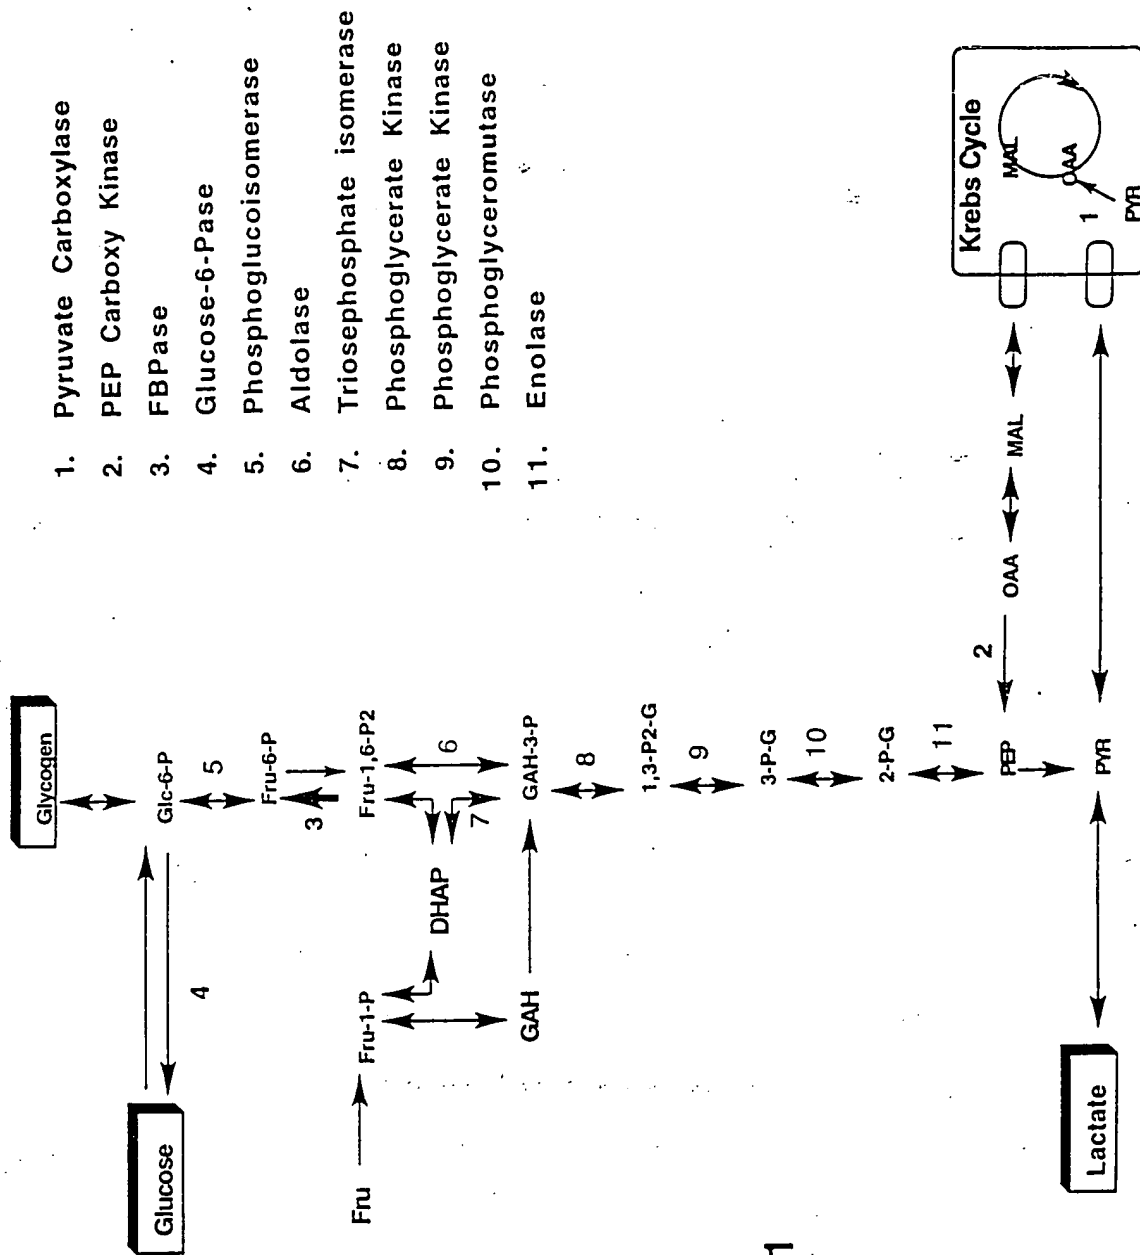 1. Pyruvate Carboxylase
2. PEP Carboxy Kinase
3. FBPase
4. Glucose-6-Pase
5. Phosphoglucoisomerase
6. Aldolase
7. Triosephosphate isomerase
8. Phosphoglycerate Kinase
9. Phosphoglycerate Kinase
10. Phosphoglyceromutase
11. Enolase
Glycogen
Glucose
4
Glc-6-P
5
Fru-6-P
3
Fru
Fru-1-P
Fru-1,6-P2
DHAP
6
7
GAH
GAH-3-P
8
1,3-P2-G
9
3-P-G
10
2-P-G
11
PEP
2
OAA
MAL
Krebs Cycle
MAL
OAA
1
PYR
Lactate
PYR
1